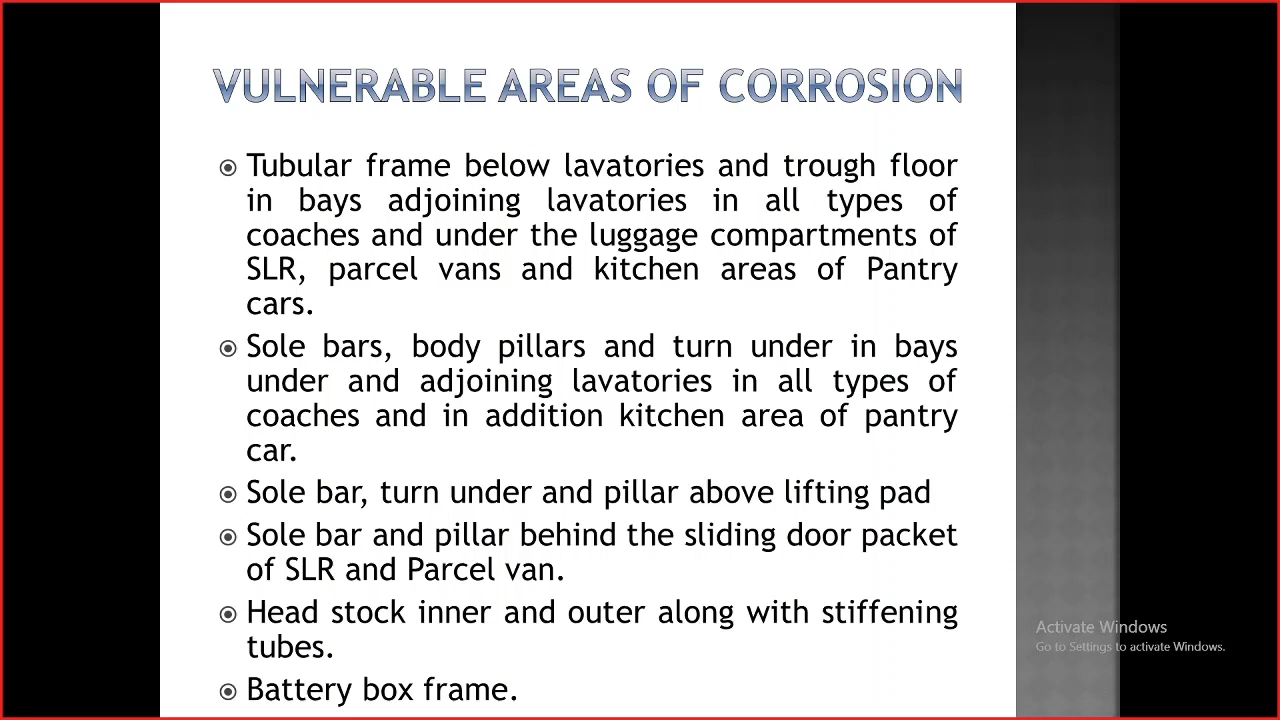 VULNERABLE AREAS OF CORROSION
Tubular frame below lavatories and trough floor
in bays adjoining lavatories in all types of
coaches and under the luggage compartments of
SLR, parcel vans and kitchen areas of Pantry
cars.
Sole bars, body pillars and turn under in bays
under and adjoining lavatories in all types of
coaches and in addition kitchen area of pantry
car.
Sole bar, turn under and pillar above lifting pad
Sole bar and pillar behind the sliding door packet
of SLR and Parcel van.
Head stock inner and outer along with stiffening
tubes.
Battery box frame.
Activate Windows
Go to Settings to activate Windows.